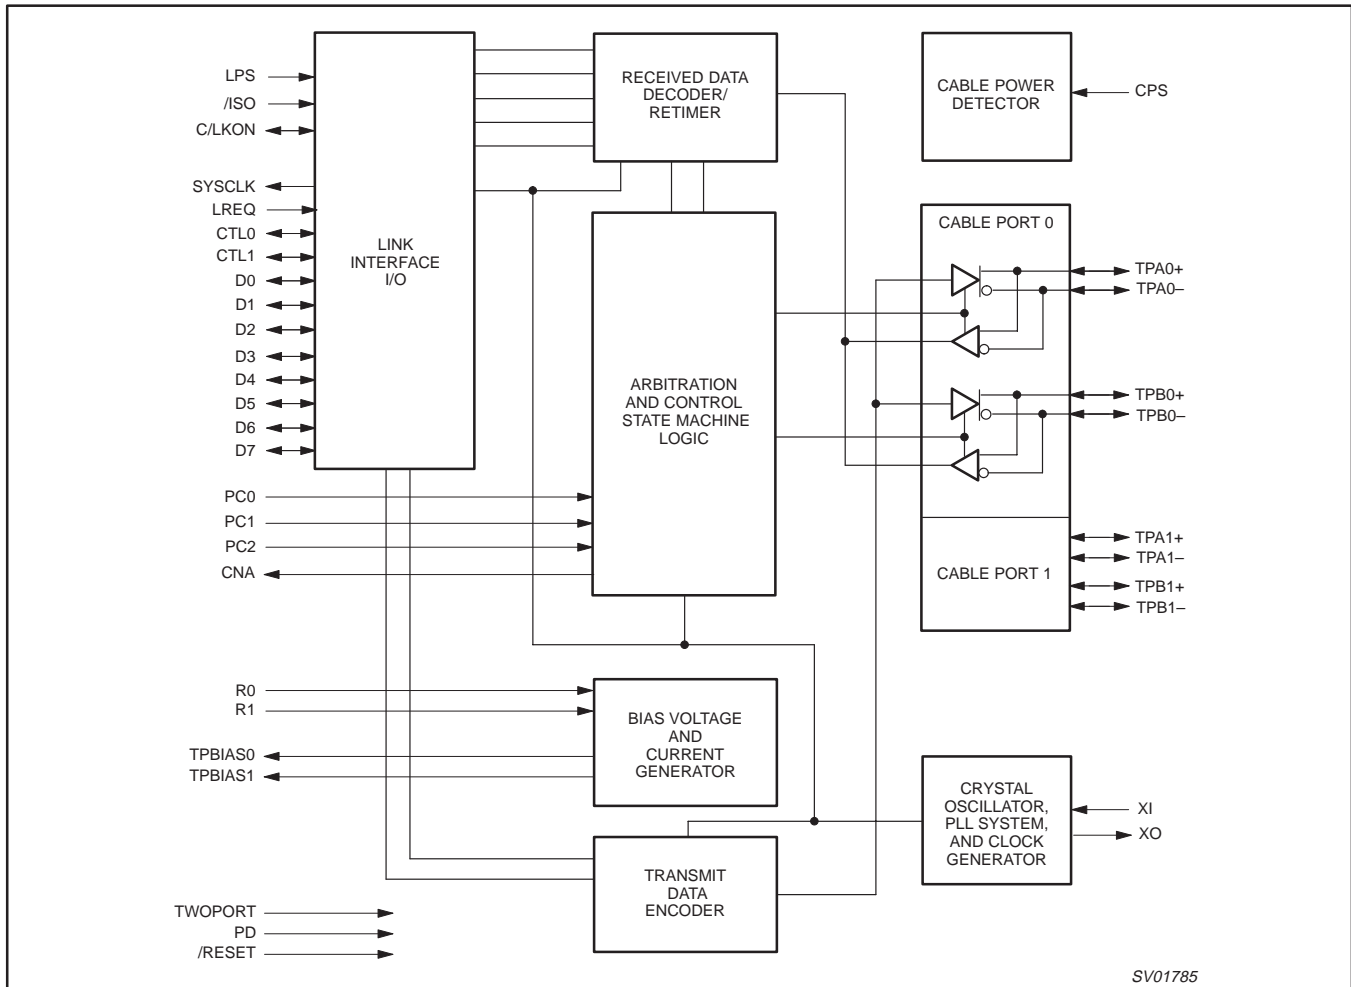 LPS
/ISO
C/LKON
SYSCLK
LREQ
CTL0
CTL1
D0
D1
D2
D3
D4
D5
D6
D7
LINK
INTERFACE
I/O
RECEIVED DATA
DECODER/
RETIMER
CABLE POWER
DETECTOR
CPS
CABLE PORT 0
TPA0+
TPA0–
TPB0+
TPB0–
ARBITRATION
AND CONTROL
STATE MACHINE
LOGIC
PC0
PC1
PC2
CNA
CABLE PORT 1
TPA1+
TPA1–
TPB1+
TPB1–
R0
R1
TPBIAS0
TPBIAS1
BIAS VOLTAGE
AND
CURRENT
GENERATOR
CRYSTAL
OSCILLATOR,
PLL SYSTEM,
AND CLOCK
GENERATOR
XI
XO
TRANSMIT
DATA
ENCODER
TWOPORT
PD
/RESET
SV01785